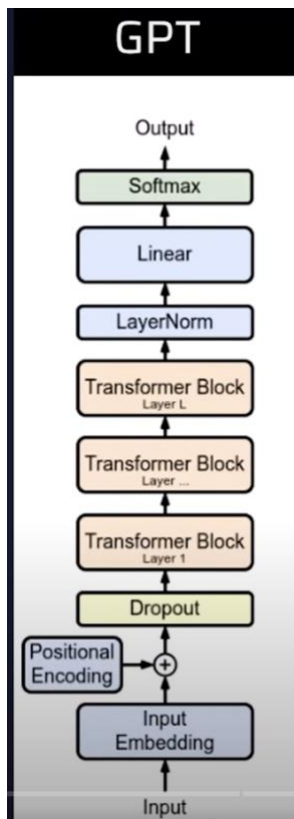 GPT
Output
Softmax
Linear
LayerNorm
Transformer Block
Layer L
Transformer Block
Layer ...
Transformer Block
Layer 1
Dropout
Positional
Encoding
Input
Embedding
Input